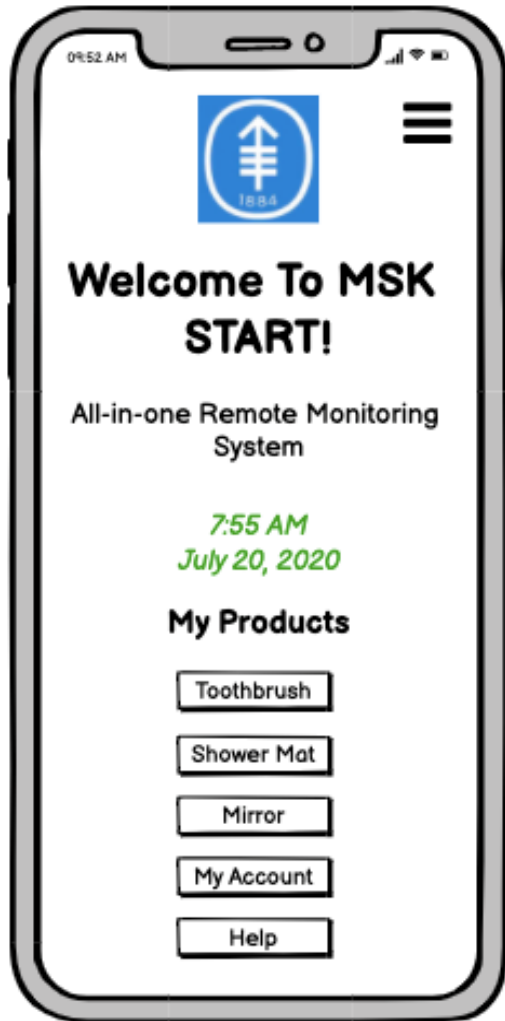 09:52 AM
1884
Welcome To MSK
START!
All-in-one Remote Monitoring
System
7:55 AM
July 20, 2020
My Products
Toothbrush
Shower Mat
Mirror
My Account
Help